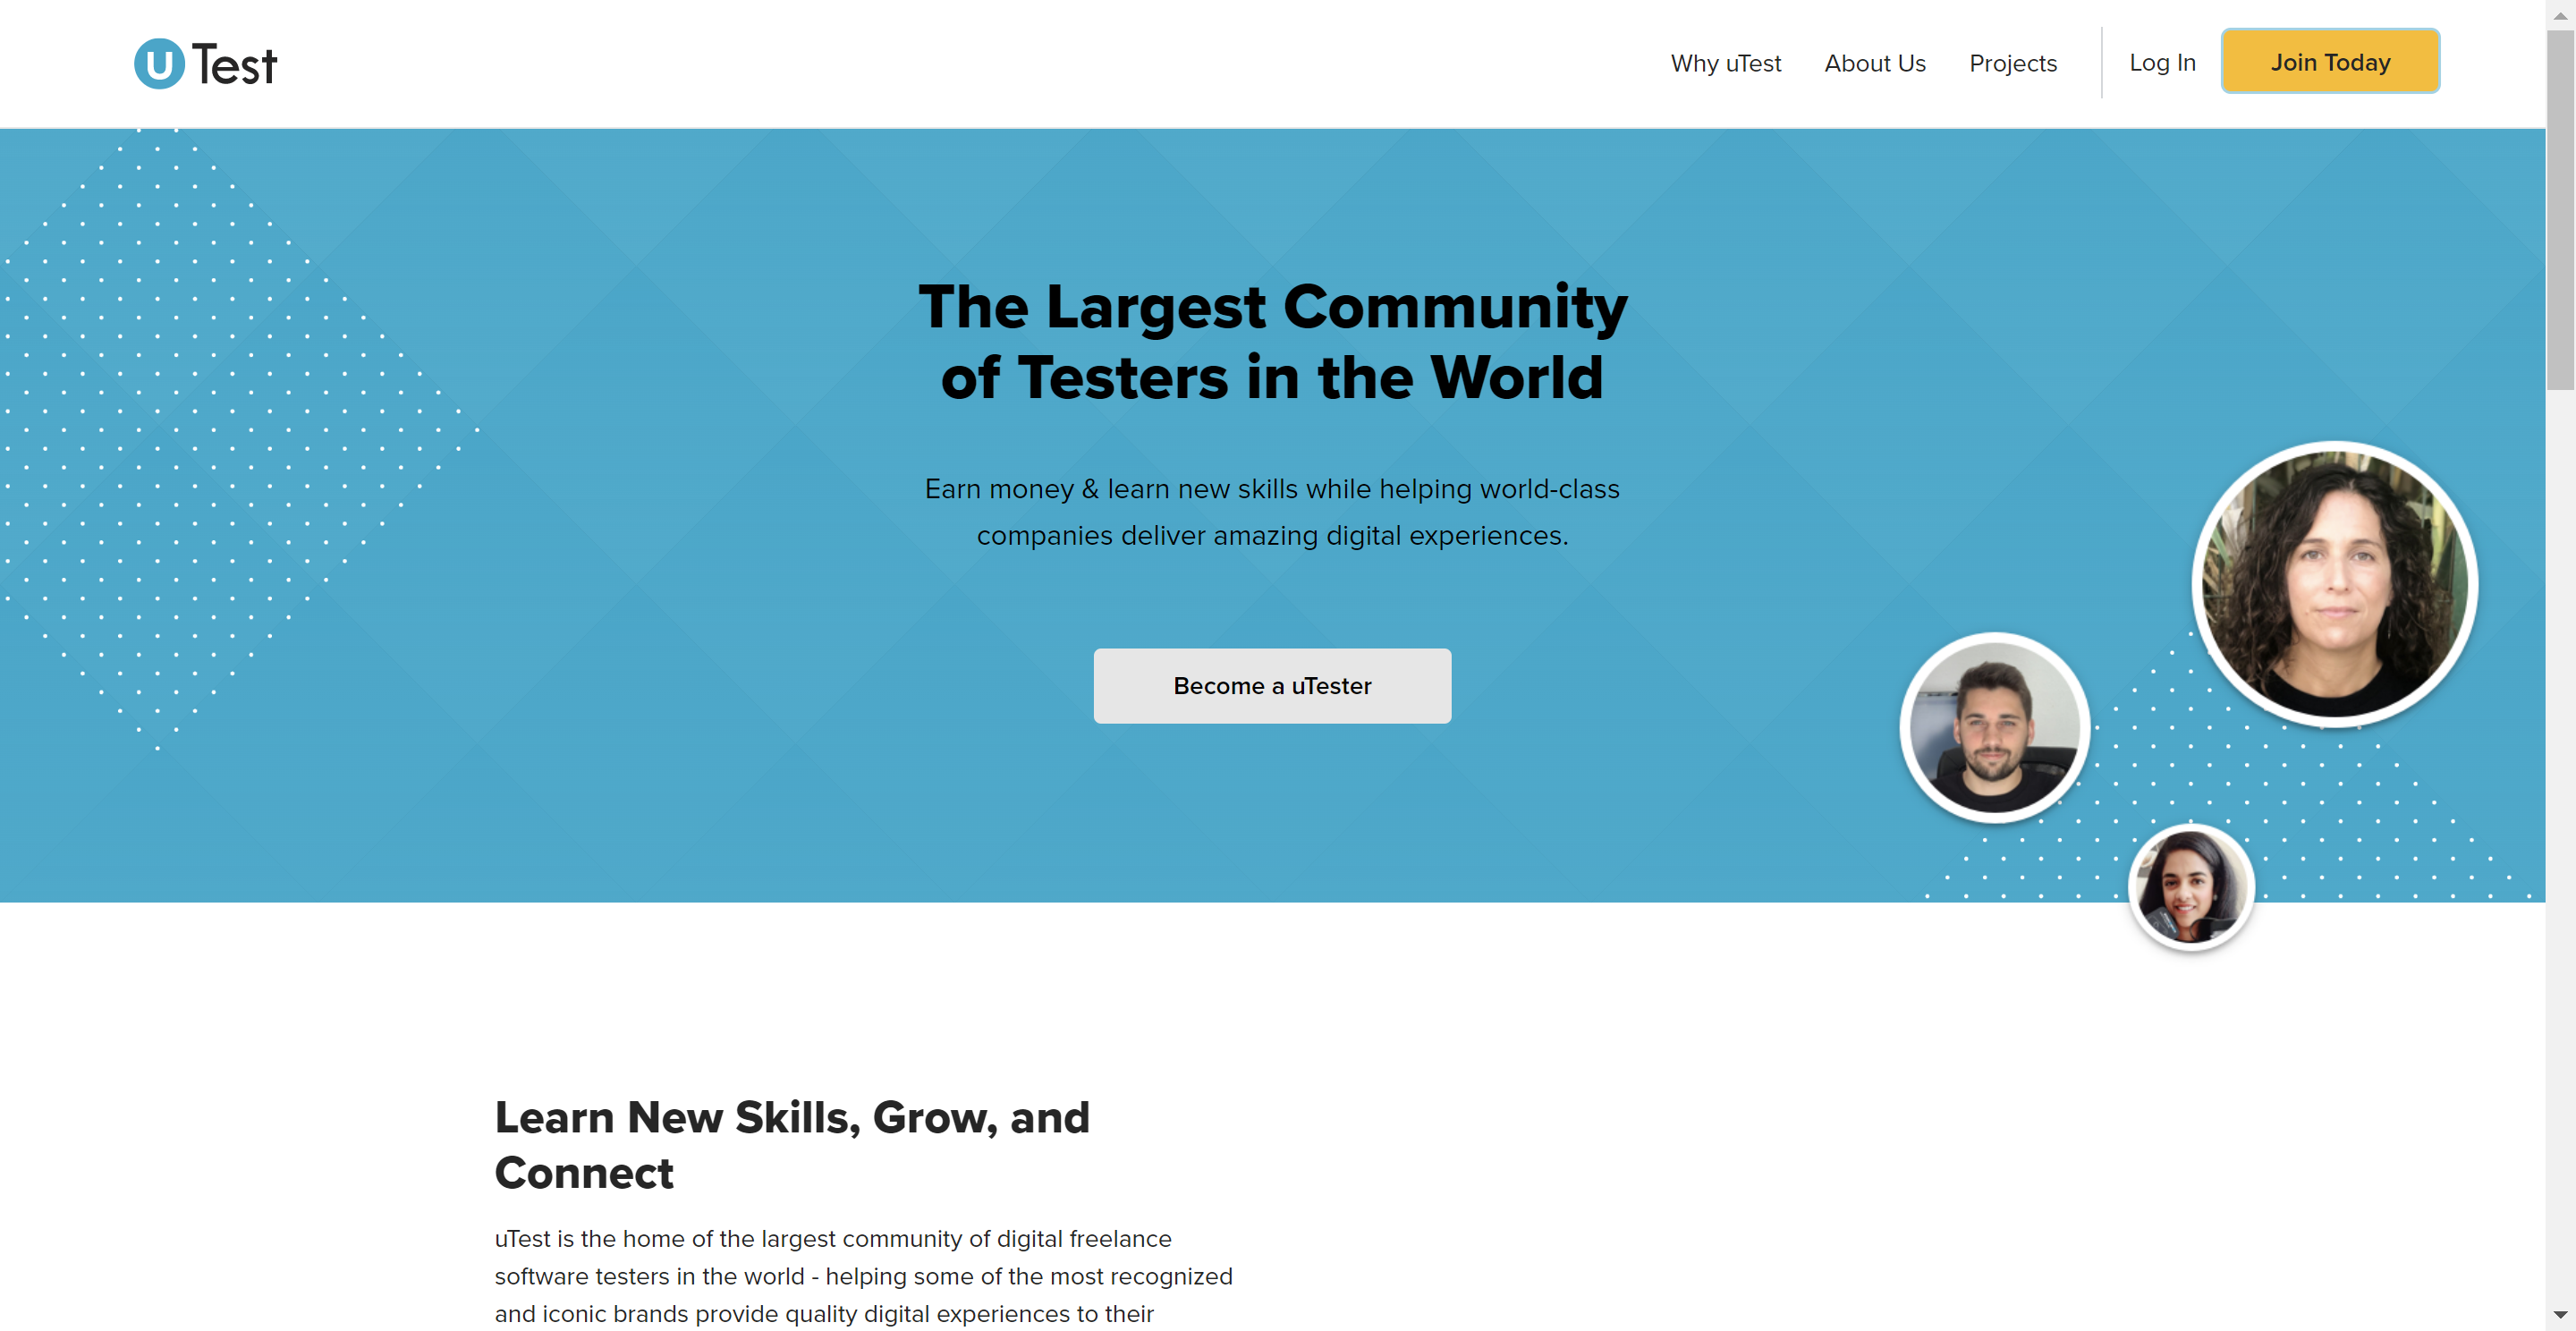 U Test
Why uTest
About Us
Projects
Log In
Join Today
The Largest Community
of Testers in the World
Earn money & learn new skills while helping world-class
companies deliver amazing digital experiences.
Become a uTester
Learn New Skills, Grow, and
Connect
uTest is the home of the largest community of digital freelance
software testers in the world - helping some of the most recognized
and iconic brands provide quality digital experiences to their